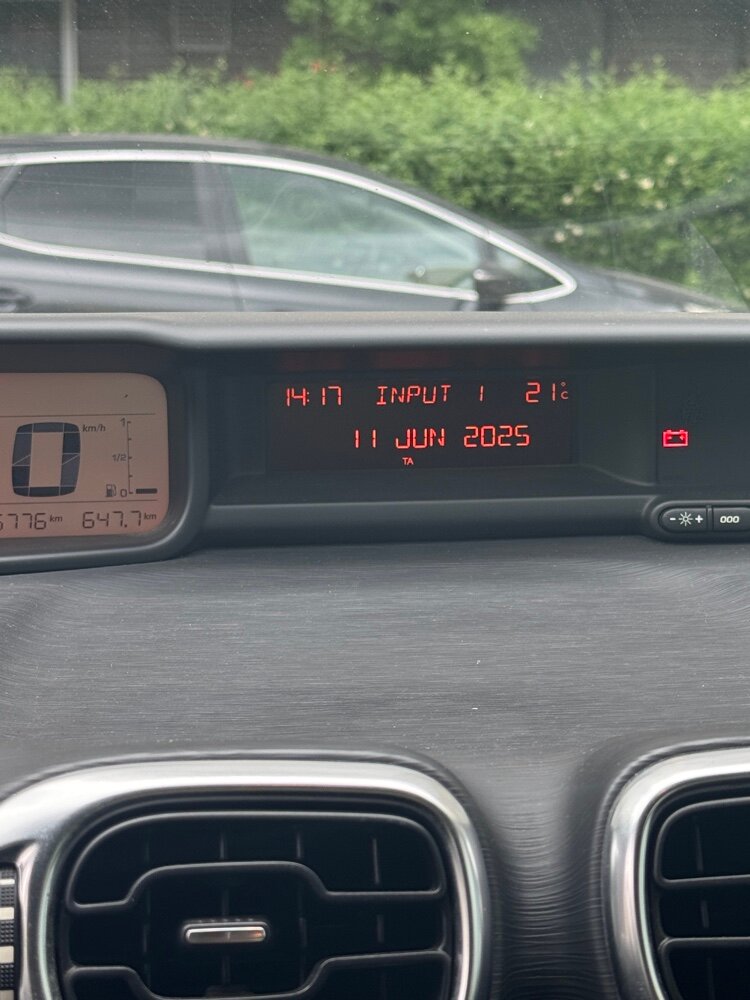 14:17 INPUT 1 21°c
11 JUN 2025
TA
km/h
1
1/2
0
0
5776 km 647.7 km
- +